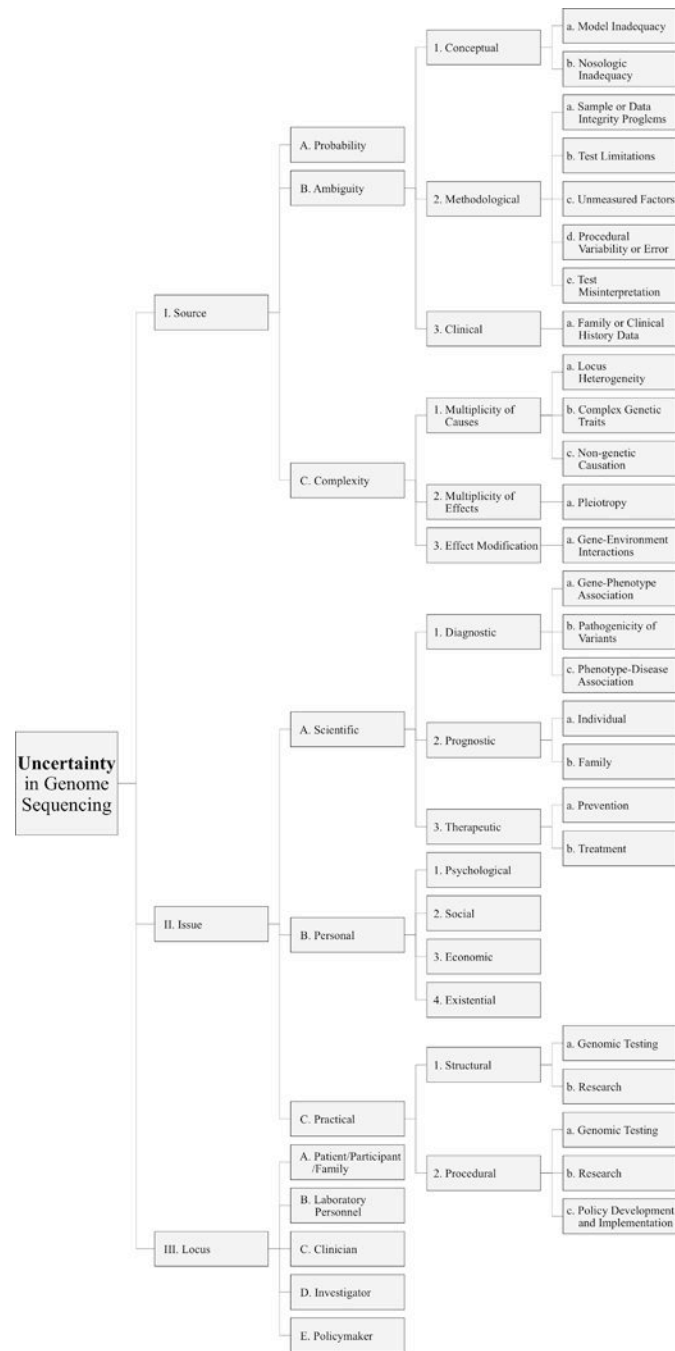 Uncertainty
in Genome
Sequencing
I. Source
A. Probability
B. Ambiguity
1. Conceptual
a. Model Inadequacy
b. Nosologic
Inadequacy
2. Methodological
a. Sample or Data
Integrity Proglems
b. Test Limitations
c. Unmeasured Factors
d. Procedural
Variability or Error
e. Test
Misinterpretation
3. Clinical
a. Family or Clinical
History Data
C. Complexity
1. Multiplicity of
Causes
a. Locus
Heterogeneity
b. Complex Genetic
Traits
c. Non-genetic
Causation
2. Multiplicity of
Effects
a. Pleiotropy
3. Effect Modification
a. Gene-Environment
Interactions
II. Issue
A. Scientific
1. Diagnostic
a. Gene-Phenotype
Association
b. Pathogenicity of
Variants
c. Phenotype-Disease
Association
2. Prognostic
a. Individual
b. Family
3. Therapeutic
a. Prevention
b. Treatment
B. Personal
1. Psychological
2. Social
3. Economic
4. Existential
C. Practical
1. Structural
a. Genomic Testing
b. Research
2. Procedural
a. Genomic Testing
b. Research
c. Policy Development
and Implementation
III. Locus
A. Patient/Participant
/Family
B. Laboratory
Personnel
C. Clinician
D. Investigator
E. Policymaker